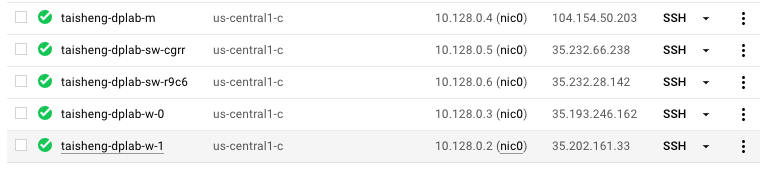 taisheng-dplab-m us-central1-c 10.128.0.4 (nic0) 104.154.50.203 SSH
taisheng-dplab-sw-cgrr us-central1-c 10.128.0.5 (nic0) 35.232.66.238 SSH
taisheng-dplab-sw-r9c6 us-central1-c 10.128.0.6 (nic0) 35.232.28.142 SSH
taisheng-dplab-w-0 us-central1-c 10.128.0.3 (nic0) 35.193.246.162 SSH
taisheng-dplab-w-1 us-central1-c 10.128.0.2 (nic0) 35.202.161.33 SSH